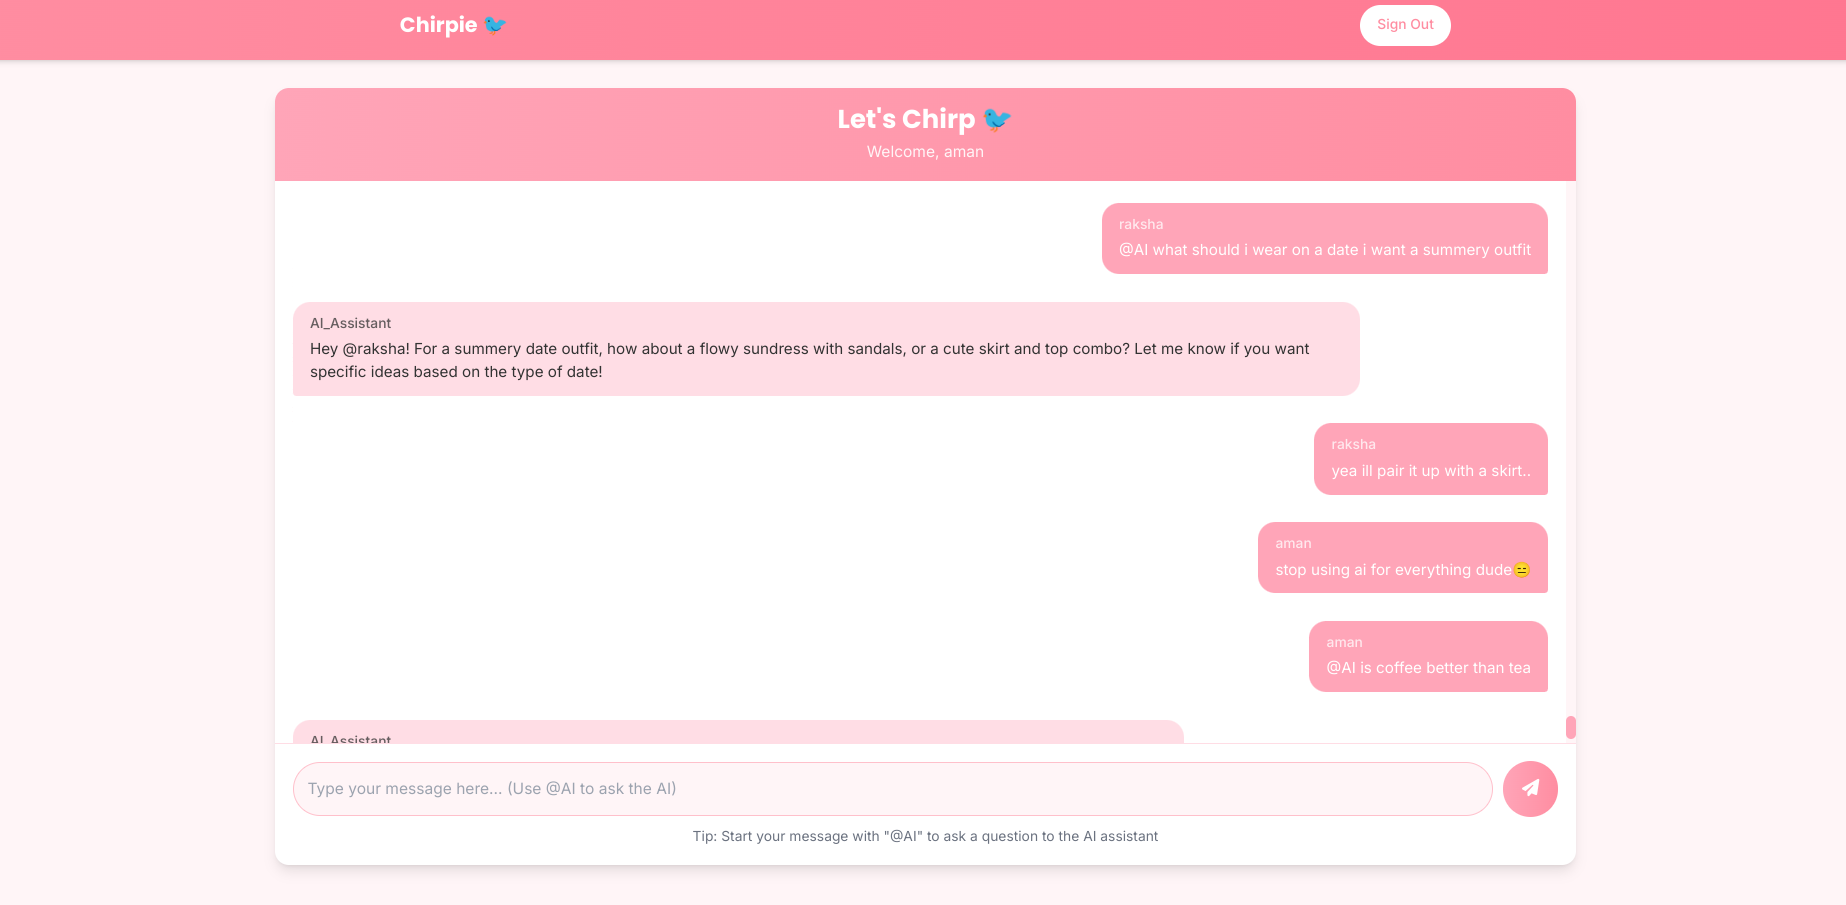 Chirpie 🐦
Sign Out
Let's Chirp 🐦
Welcome, aman
raksha
@AI what should i wear on a date i want a summery outfit
AI_Assistant
Hey @raksha! For a summery date outfit, how about a flowy sundress with sandals, or a cute skirt and top combo? Let me know if you want
specific ideas based on the type of date!
raksha
yea ill pair it up with a skirt..
aman
stop using ai for everything dude😑
aman
@AI is coffee better than tea
AI_Assistant
Type your message here... (Use @AI to ask the AI)
Tip: Start your message with "@AI" to ask a question to the AI assistant